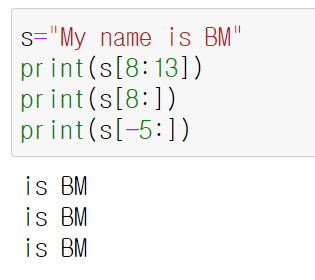 s="My name is BM"
print(s[8:13])
print(s[8:])
print(s[-5:])
is BM
is BM
is BM